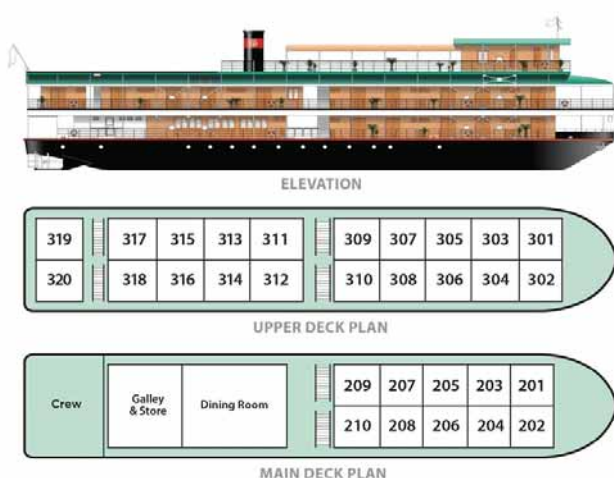 ELEVATION
319 317 315 313 311 309 307 305 303 301
320 318 316 314 312 310 308 306 304 302
UPPER DECK PLAN
209 207 205 203 201
Crew
Galley
& Store
Dining Room
210 208 206 204 202
MAIN DECK PLAN